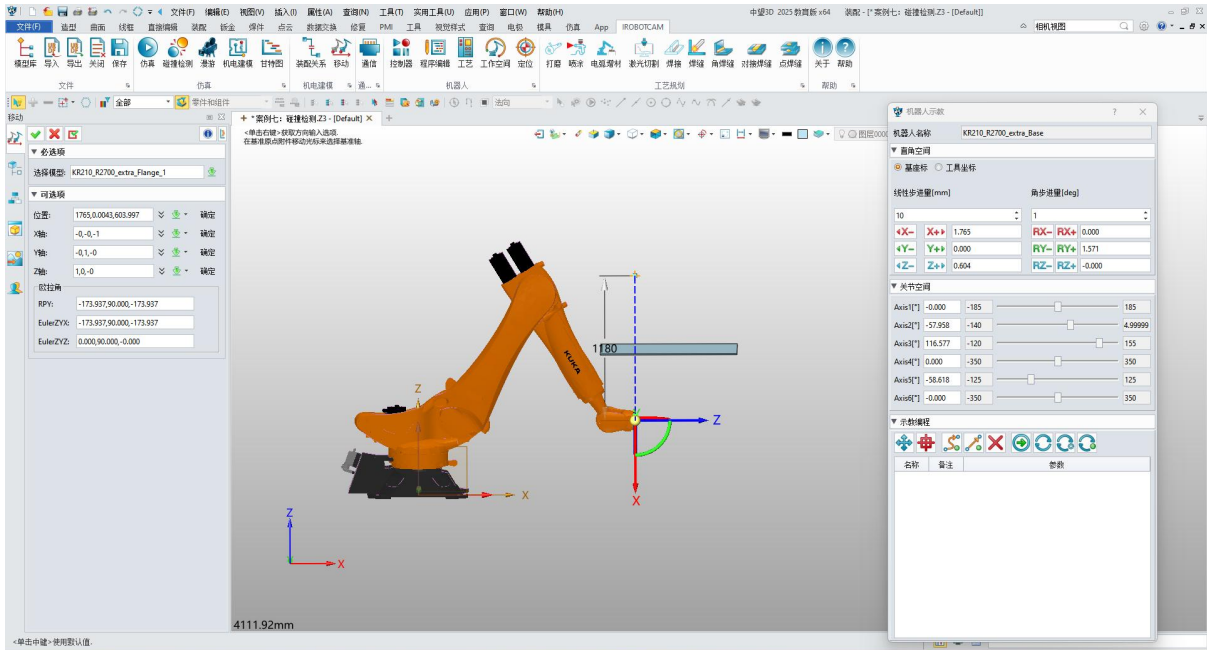 文件(F) 编辑(E) 视图(V) 插入(I) 属性(A) 查询(N) 工具(T) 实用工具(U) 应用(P) 窗口(W) 帮助(H) 中望3D 2025 教育版 x64 装配 - [* 案例七：碰撞检测.Z3 - [Default]]
文件(F) 造型 曲面 线框 直接编辑 装配 钣金 焊件 点云 数据交换 修复 PMI 工具 视觉样式 查询 电极 模具 仿真 App IROBOTCAM 相机视图
模型库 导入 导出 关闭 保存 仿真 碰撞检测 漫游 机电建模 甘特图 装配关系 移动 通信 控制器 程序编辑 工艺 工作空间 定位 打磨 喷涂 电弧增材 激光切割 焊接 焊缝 角焊缝 对接焊缝 点焊缝 关于 帮助
文件 仿真 机电建模 通... 机器人 工艺规划 帮助
全部 零件和组件 法向
移动
* 案例七：碰撞检测.Z3 - [Default]
<单击右键>获取方向输入选项.
在基准原点附件移动光标来选择基准轴.
图层0000
必选项
选择模型: KR210_R2700_extra_Flange_1
可选项
位置: 1765,0.0043,603.997 确定
X轴: -0,-0,-1 确定
Y轴: -0,1,-0 确定
Z轴: 1,0,-0 确定
欧拉角
RPY: -173.937,90.000,-173.937
EulerZYX: -173.937,90.000,-173.937
EulerZYZ: 0.000,90.000,-0.000
1180
KUKA
Z
Z
X
X
Z
X
4111.92mm
<单击中键>使用默认值.
机器人示教 ?
机器人名称 KR210_R2700_extra_Base
直角空间
基座标 工具坐标
线性步进量[mm] 角步进量[deg]
10 1
X- X+ 1.765 RX- RX+ 0.000
Y- Y+ 0.000 RY- RY+ 1.571
Z- Z+ 0.604 RZ- RZ+ -0.000
关节空间
Axis1[°] -0.000 -185 185
Axis2[°] -57.958 -140 4.99999
Axis3[°] 116.577 -120 155
Axis4[°] 0.000 -350 350
Axis5[°] -58.618 -125 125
Axis6[°] -0.000 -350 350
示教编程
名称 备注 参数